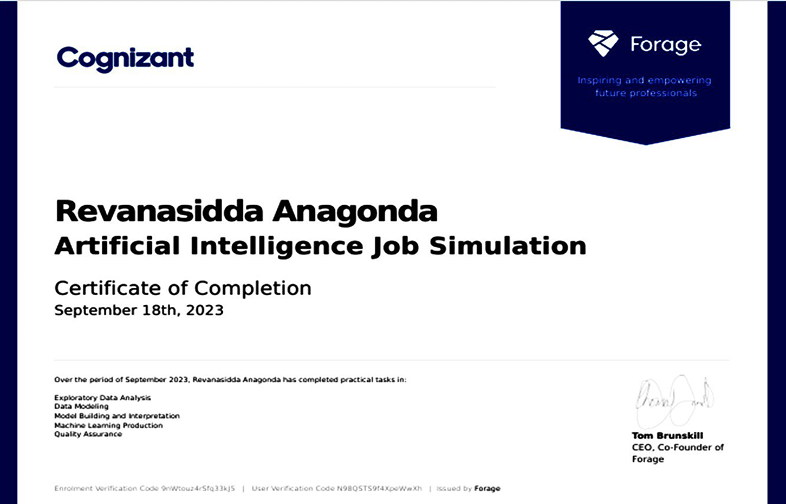 Cognizant
Forage
Inspiring and empowering
future professionals
Revanasidda Anagonda
Artificial Intelligence Job Simulation
Certificate of Completion
September 18th, 2023
Over the period of September 2023, Revanasidda Anagonda has completed practical tasks in:
Exploratory Data Analysis
Data Modeling
Model Building and Interpretation
Machine Learning Production
Quality Assurance
Tom Brunskill
CEO, Co-Founder of
Forage
Enrolment Verification Code 9nWtouz4rSfg33kJ5 | User Verification Code N98QSTS9f4XpeWwXh | Issued by Forage